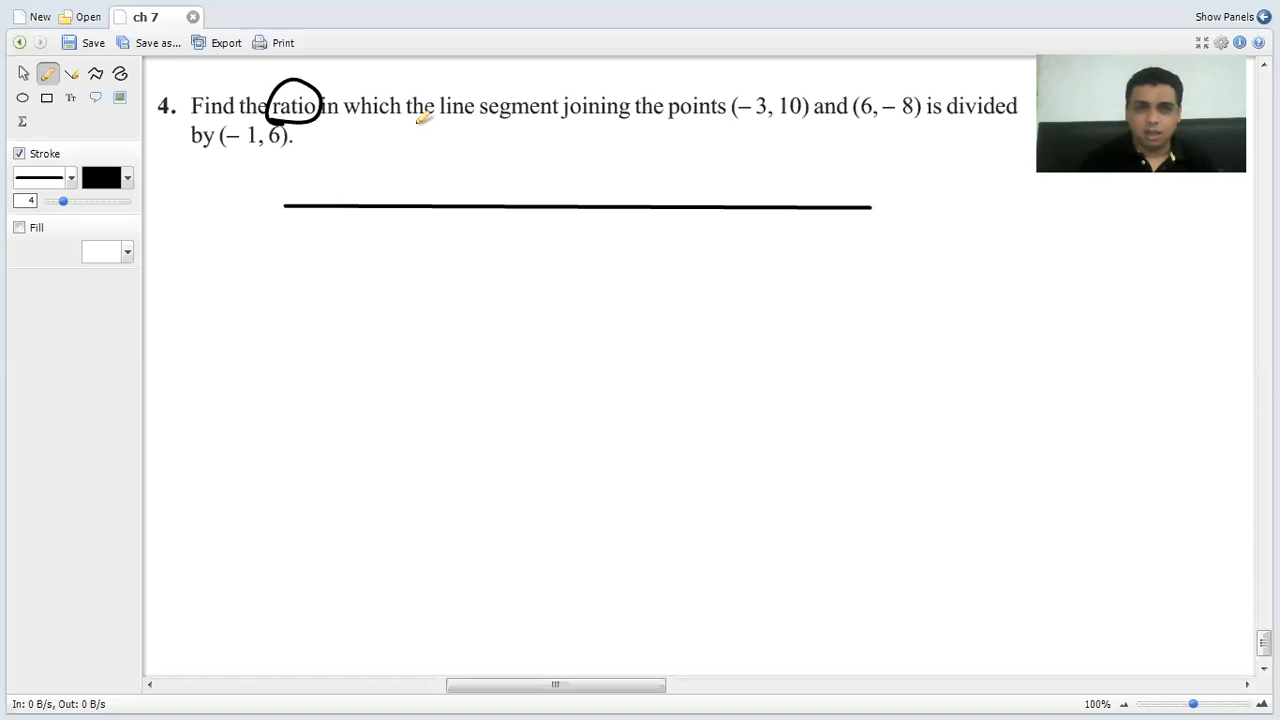 New Open ch 7 Show Panels
Save Save as... Export Print
4. Find the ratio in which the line segment joining the points (– 3, 10) and (6, – 8) is divided
by (– 1, 6).
Tr
Σ
Stroke
4
Fill
In: 0 B/s, Out: 0 B/s 100%